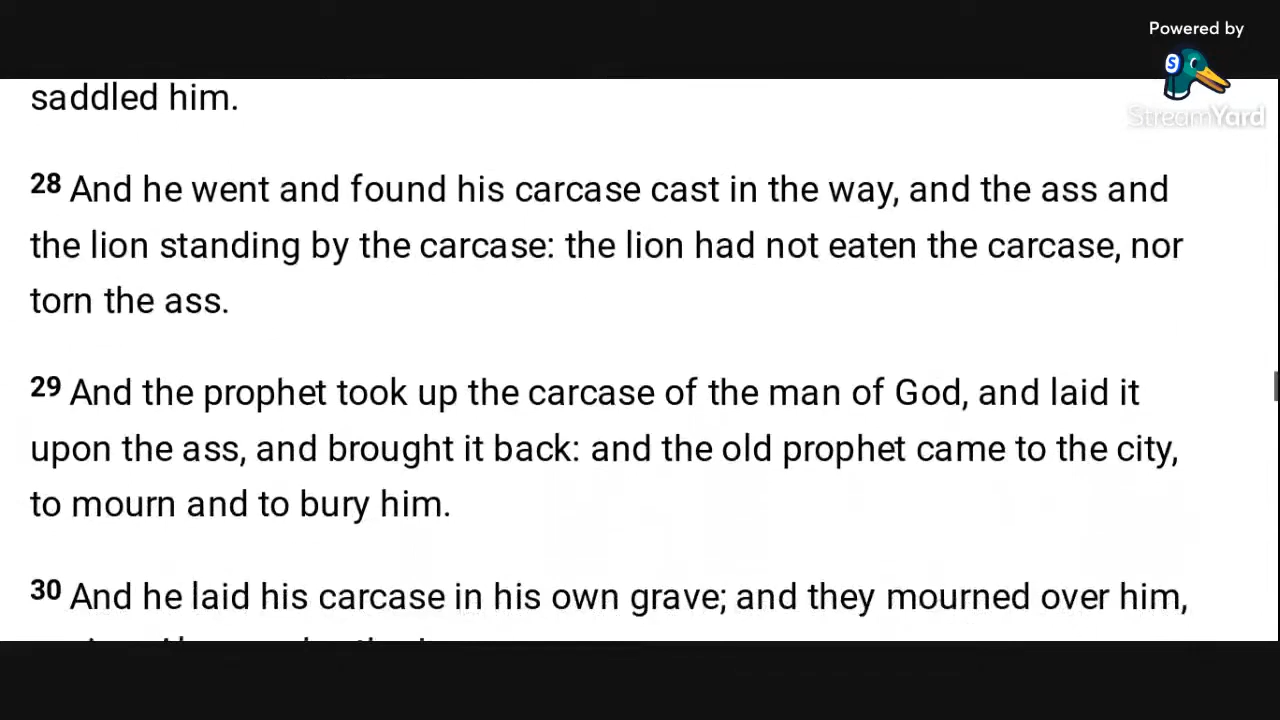 Powered by
S
StreamYard
saddled him.
28 And he went and found his carcase cast in the way, and the ass and
the lion standing by the carcase: the lion had not eaten the carcase, nor
torn the ass.
29 And the prophet took up the carcase of the man of God, and laid it
upon the ass, and brought it back: and the old prophet came to the city,
to mourn and to bury him.
30 And he laid his carcase in his own grave; and they mourned over him,